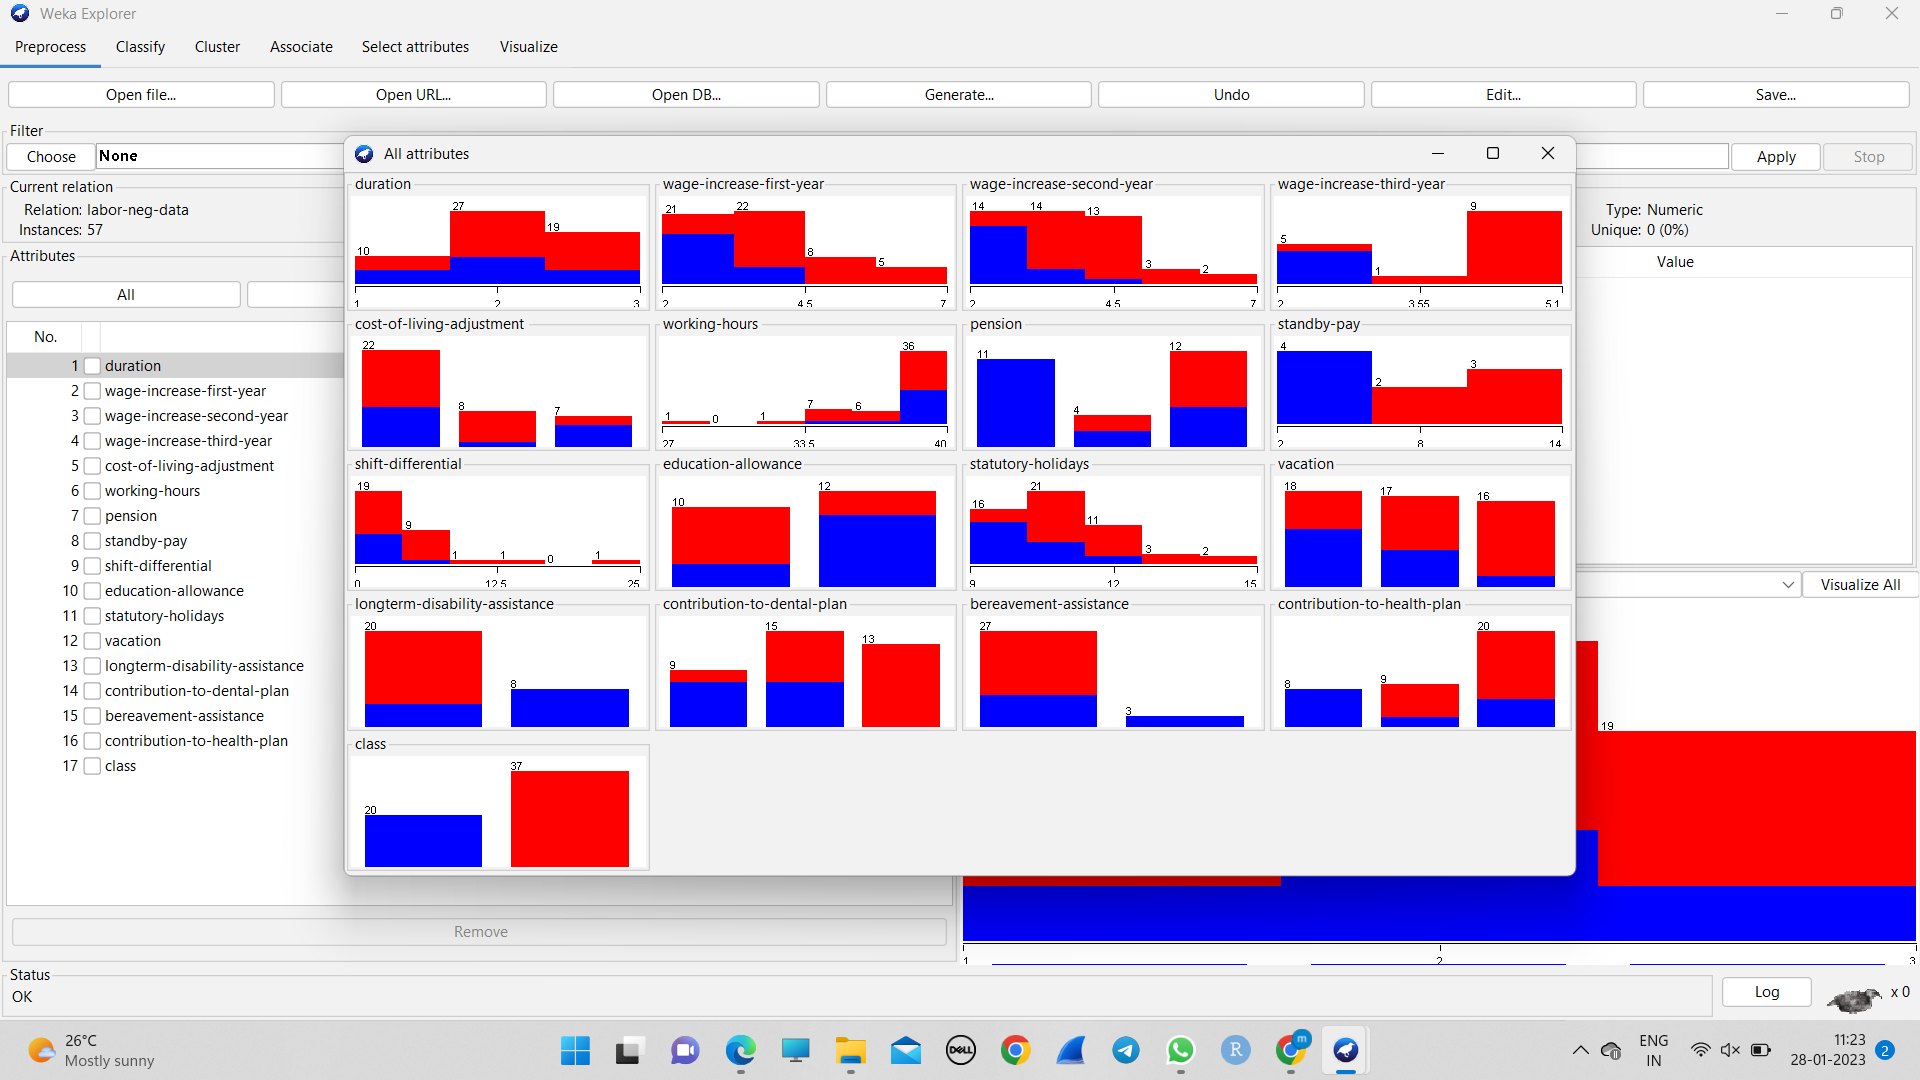 Weka Explorer
Preprocess Classify Cluster Associate Select attributes Visualize
Open file... Open URL... Open DB... Generate... Undo Edit... Save...
Filter
Choose None Apply Stop
All attributes
Current relation
Relation: labor-neg-data
Instances: 57
Type: Numeric
Unique: 0 (0%)
Attributes
Value
All
No.
1 duration
2 wage-increase-first-year
3 wage-increase-second-year
4 wage-increase-third-year
5 cost-of-living-adjustment
6 working-hours
7 pension
8 standby-pay
9 shift-differential
10 education-allowance
11 statutory-holidays
12 vacation
13 longterm-disability-assistance
14 contribution-to-dental-plan
15 bereavement-assistance
16 contribution-to-health-plan
17 class
duration
10 27 19
1 2 3
wage-increase-first-year
21 22 8 5
2 4.5 7
wage-increase-second-year
14 14 13 3 2
2 4.5 7
wage-increase-third-year
5 1 9
2 3.55 5.1
cost-of-living-adjustment
22 8 7
working-hours
1 0 1 7 6 36
27 33.5 40
pension
11 4 12
standby-pay
4 2 3
2 8 14
shift-differential
19 9 1 1 0 1
0 12.5 25
education-allowance
10 12
statutory-holidays
16 21 11 3 2
9 12 15
vacation
18 17 16
longterm-disability-assistance
20 8
contribution-to-dental-plan
9 15 13
bereavement-assistance
27 3
contribution-to-health-plan
8 9 20
class
20 37
Visualize All
19
1 2 3
Remove
Status
OK
Log x 0
26°C
Mostly sunny
DELL
R
m
ENG
IN
11:23
28-01-2023
2